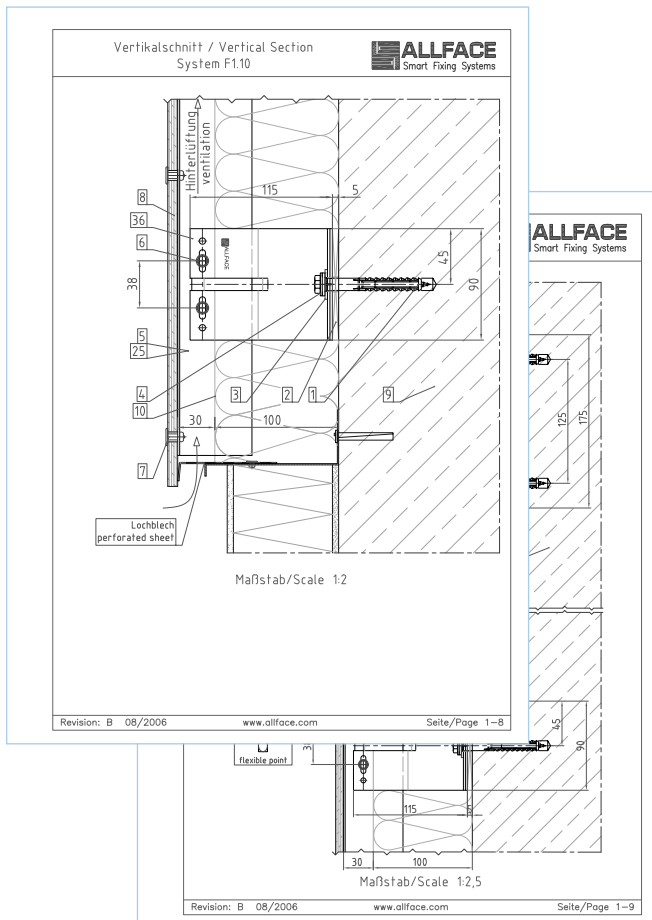 Vertikalschnitt / Vertical Section
System F1.10
ALLFACE
Smart Fixing Systems
Hinterlüftung
ventilation
115
5
8
36
6
38
45
90
ALLFACE
5
25
4
10
3
2
1
9
30
100
7
Lochblech
perforated sheet
Maßstab/Scale 1:2
Revision: B 08/2006
www.allface.com
Seite/Page 1-8
ALLFACE
Smart Fixing Systems
125
175
45
90
flexible point
115
5
30
100
Maßstab/Scale 1:2,5
Revision: B 08/2006
www.allface.com
Seite/Page 1-9